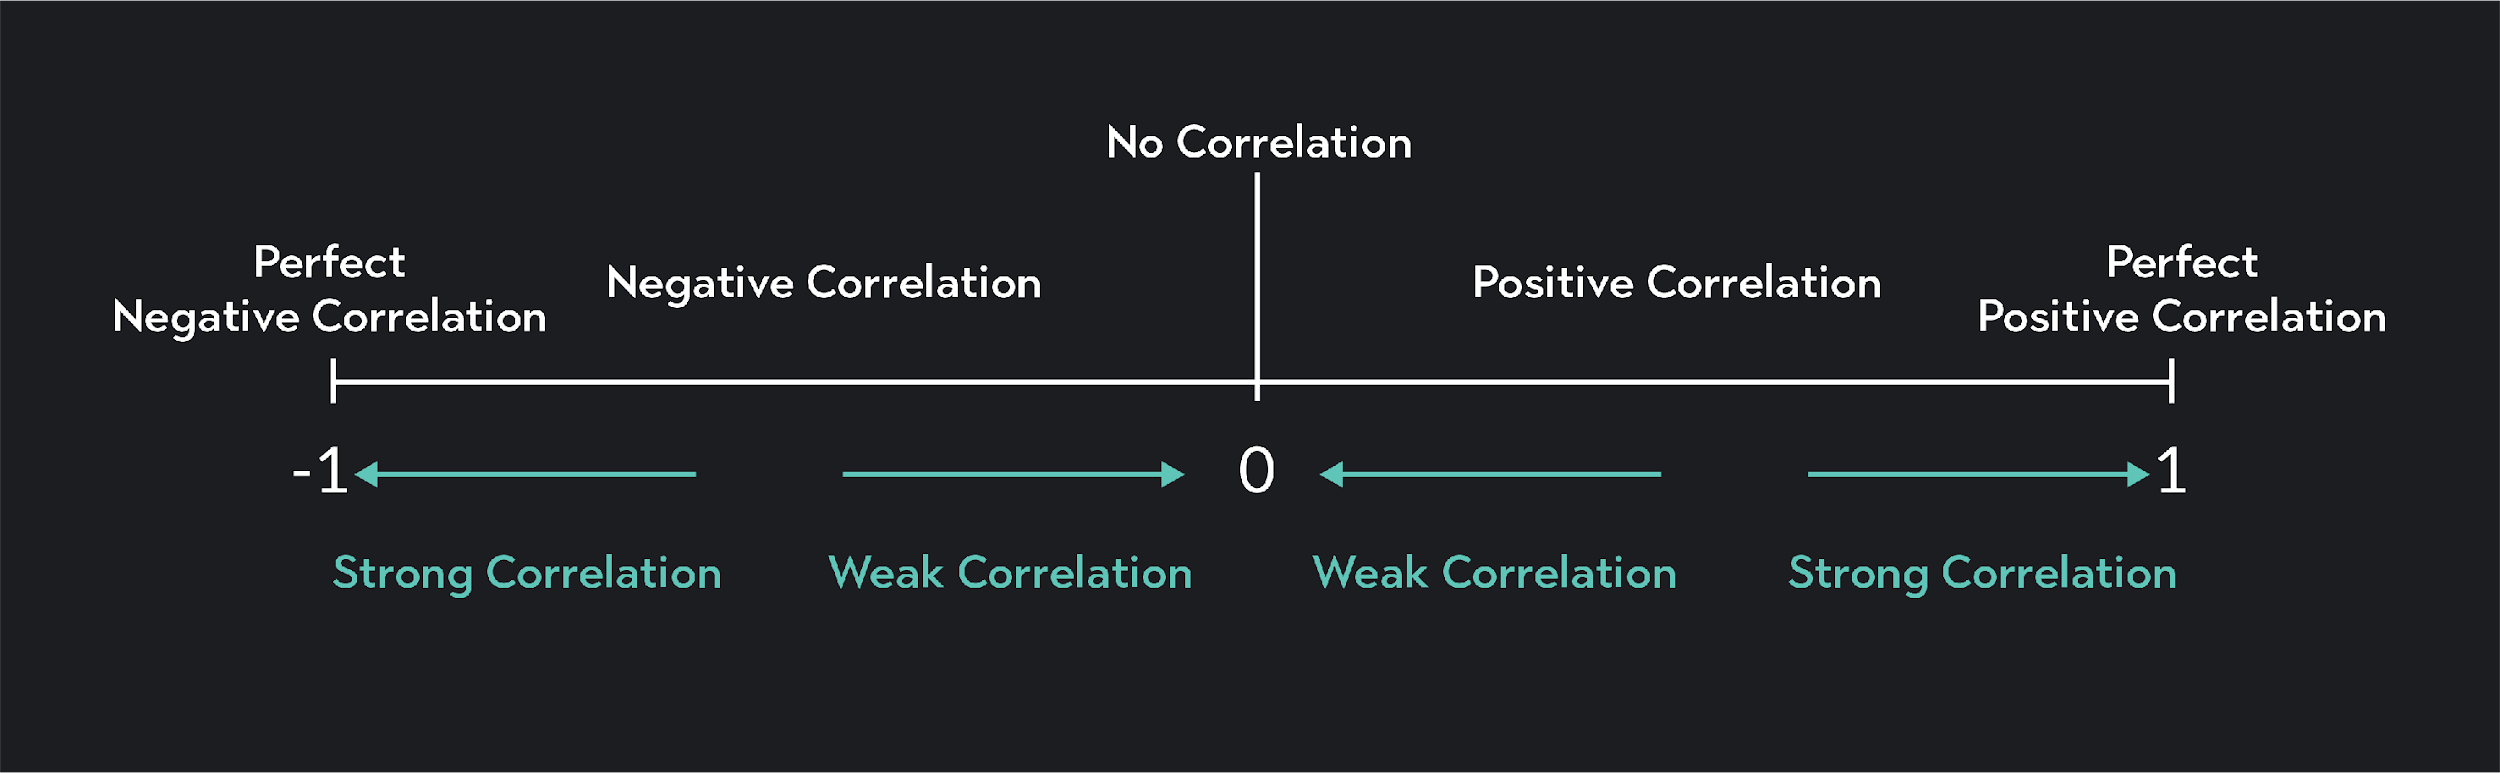 No Correlation
Perfect
Negative Correlation
Negative Correlation
Positive Correlation
Perfect
Positive Correlation
-1
0
1
Strong Correlation
Weak Correlation
Weak Correlation
Strong Correlation